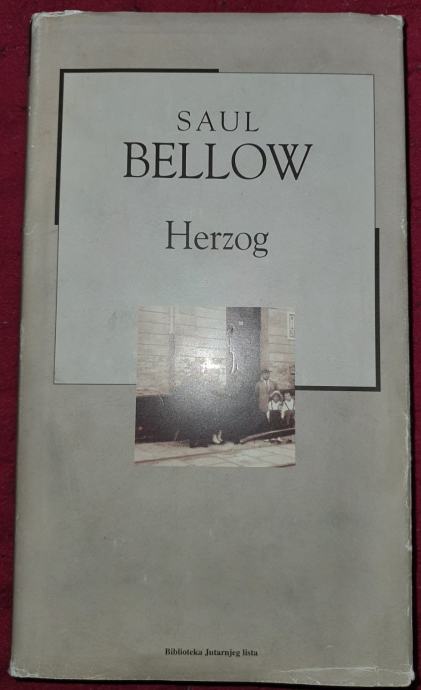 SAUL
BELLOW
Herzog
Biblioteka Jutarnjeg lista